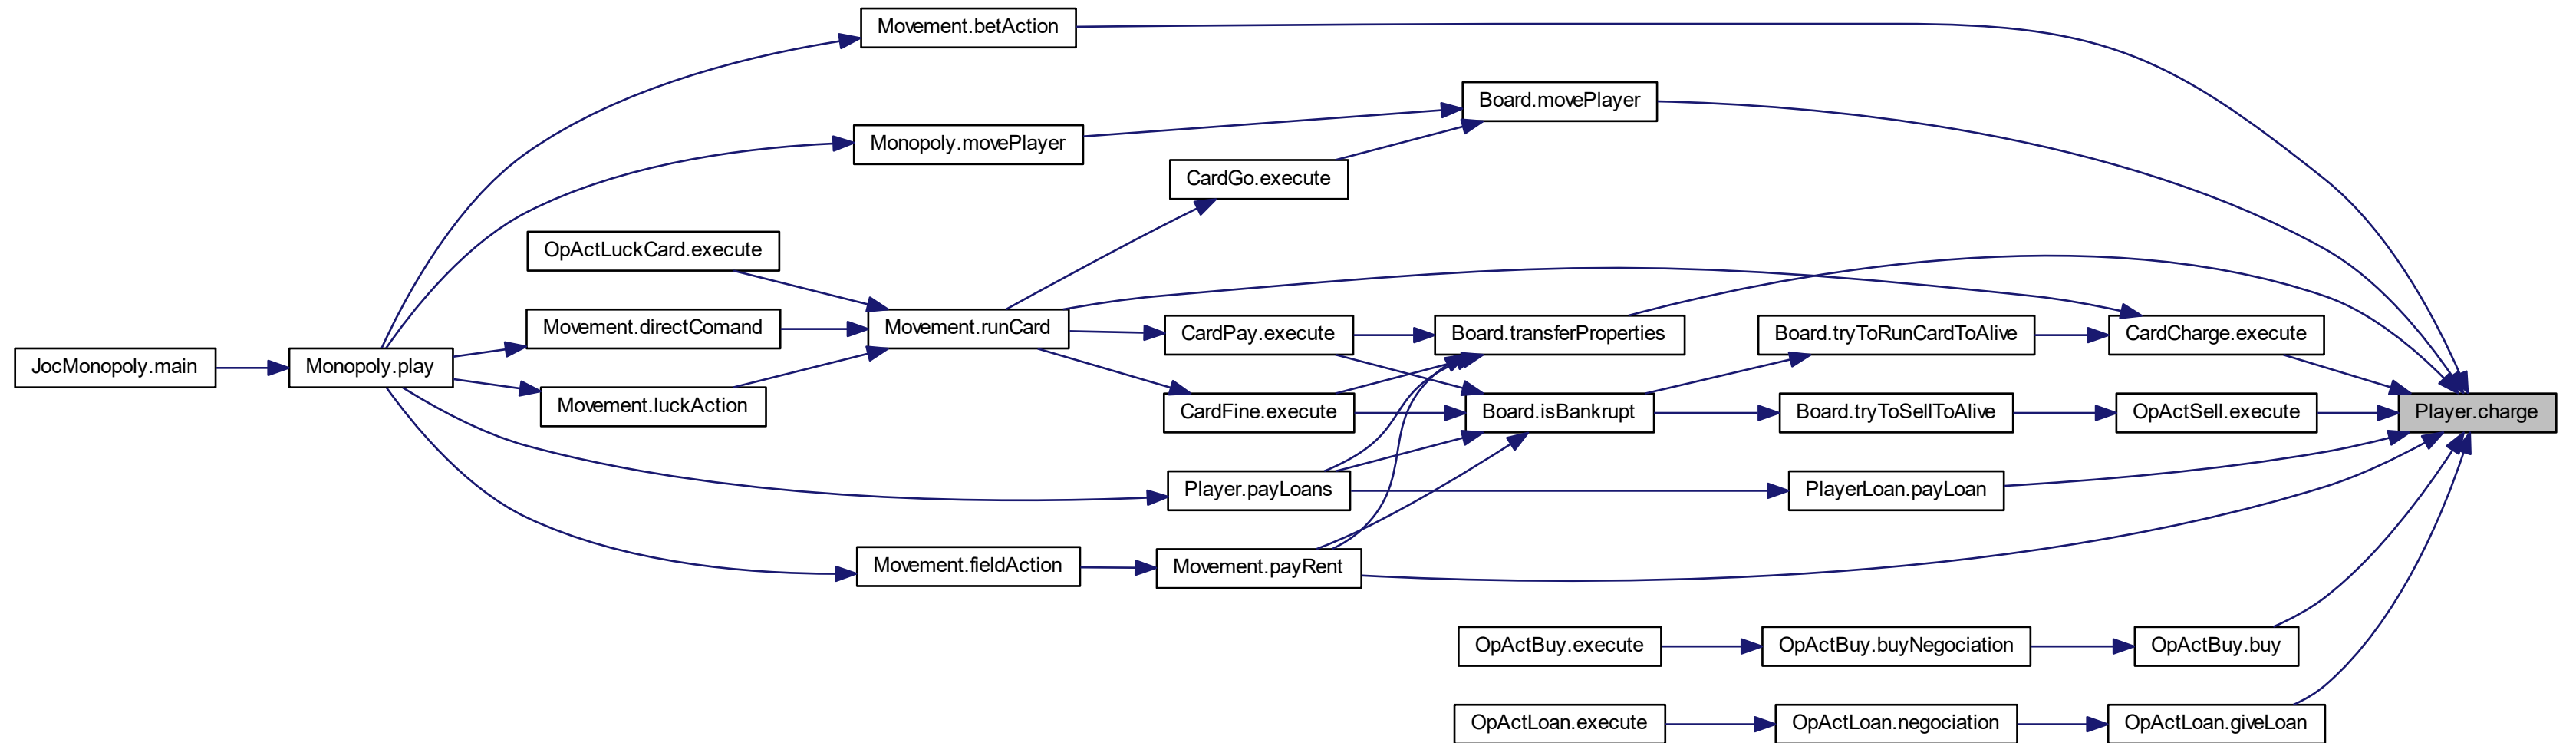 Movement.betAction
Board.movePlayer
Monopoly.movePlayer
CardGo.execute
OpActLuckCard.execute
Movement.directComand
Movement.runCard
CardPay.execute
Board.transferProperties
Board.tryToRunCardToAlive
CardCharge.execute
JocMonopoly.main
Monopoly.play
Movement.luckAction
CardFine.execute
Board.isBankrupt
Board.tryToSellToAlive
OpActSell.execute
Player.charge
Player.payLoans
PlayerLoan.payLoan
Movement.fieldAction
Movement.payRent
OpActBuy.execute
OpActBuy.buyNegociation
OpActBuy.buy
OpActLoan.execute
OpActLoan.negociation
OpActLoan.giveLoan